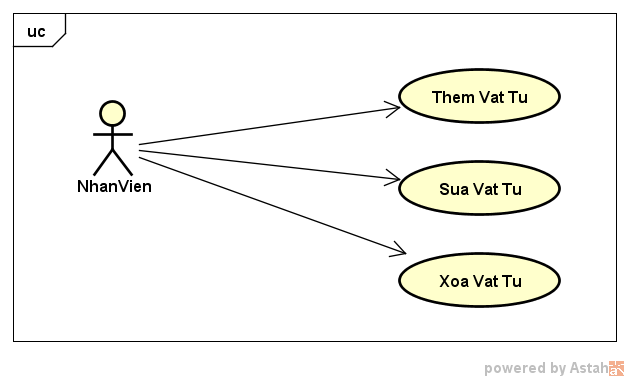 uc
Them Vat Tu
NhanVien
Sua Vat Tu
Xoa Vat Tu
powered by Astah